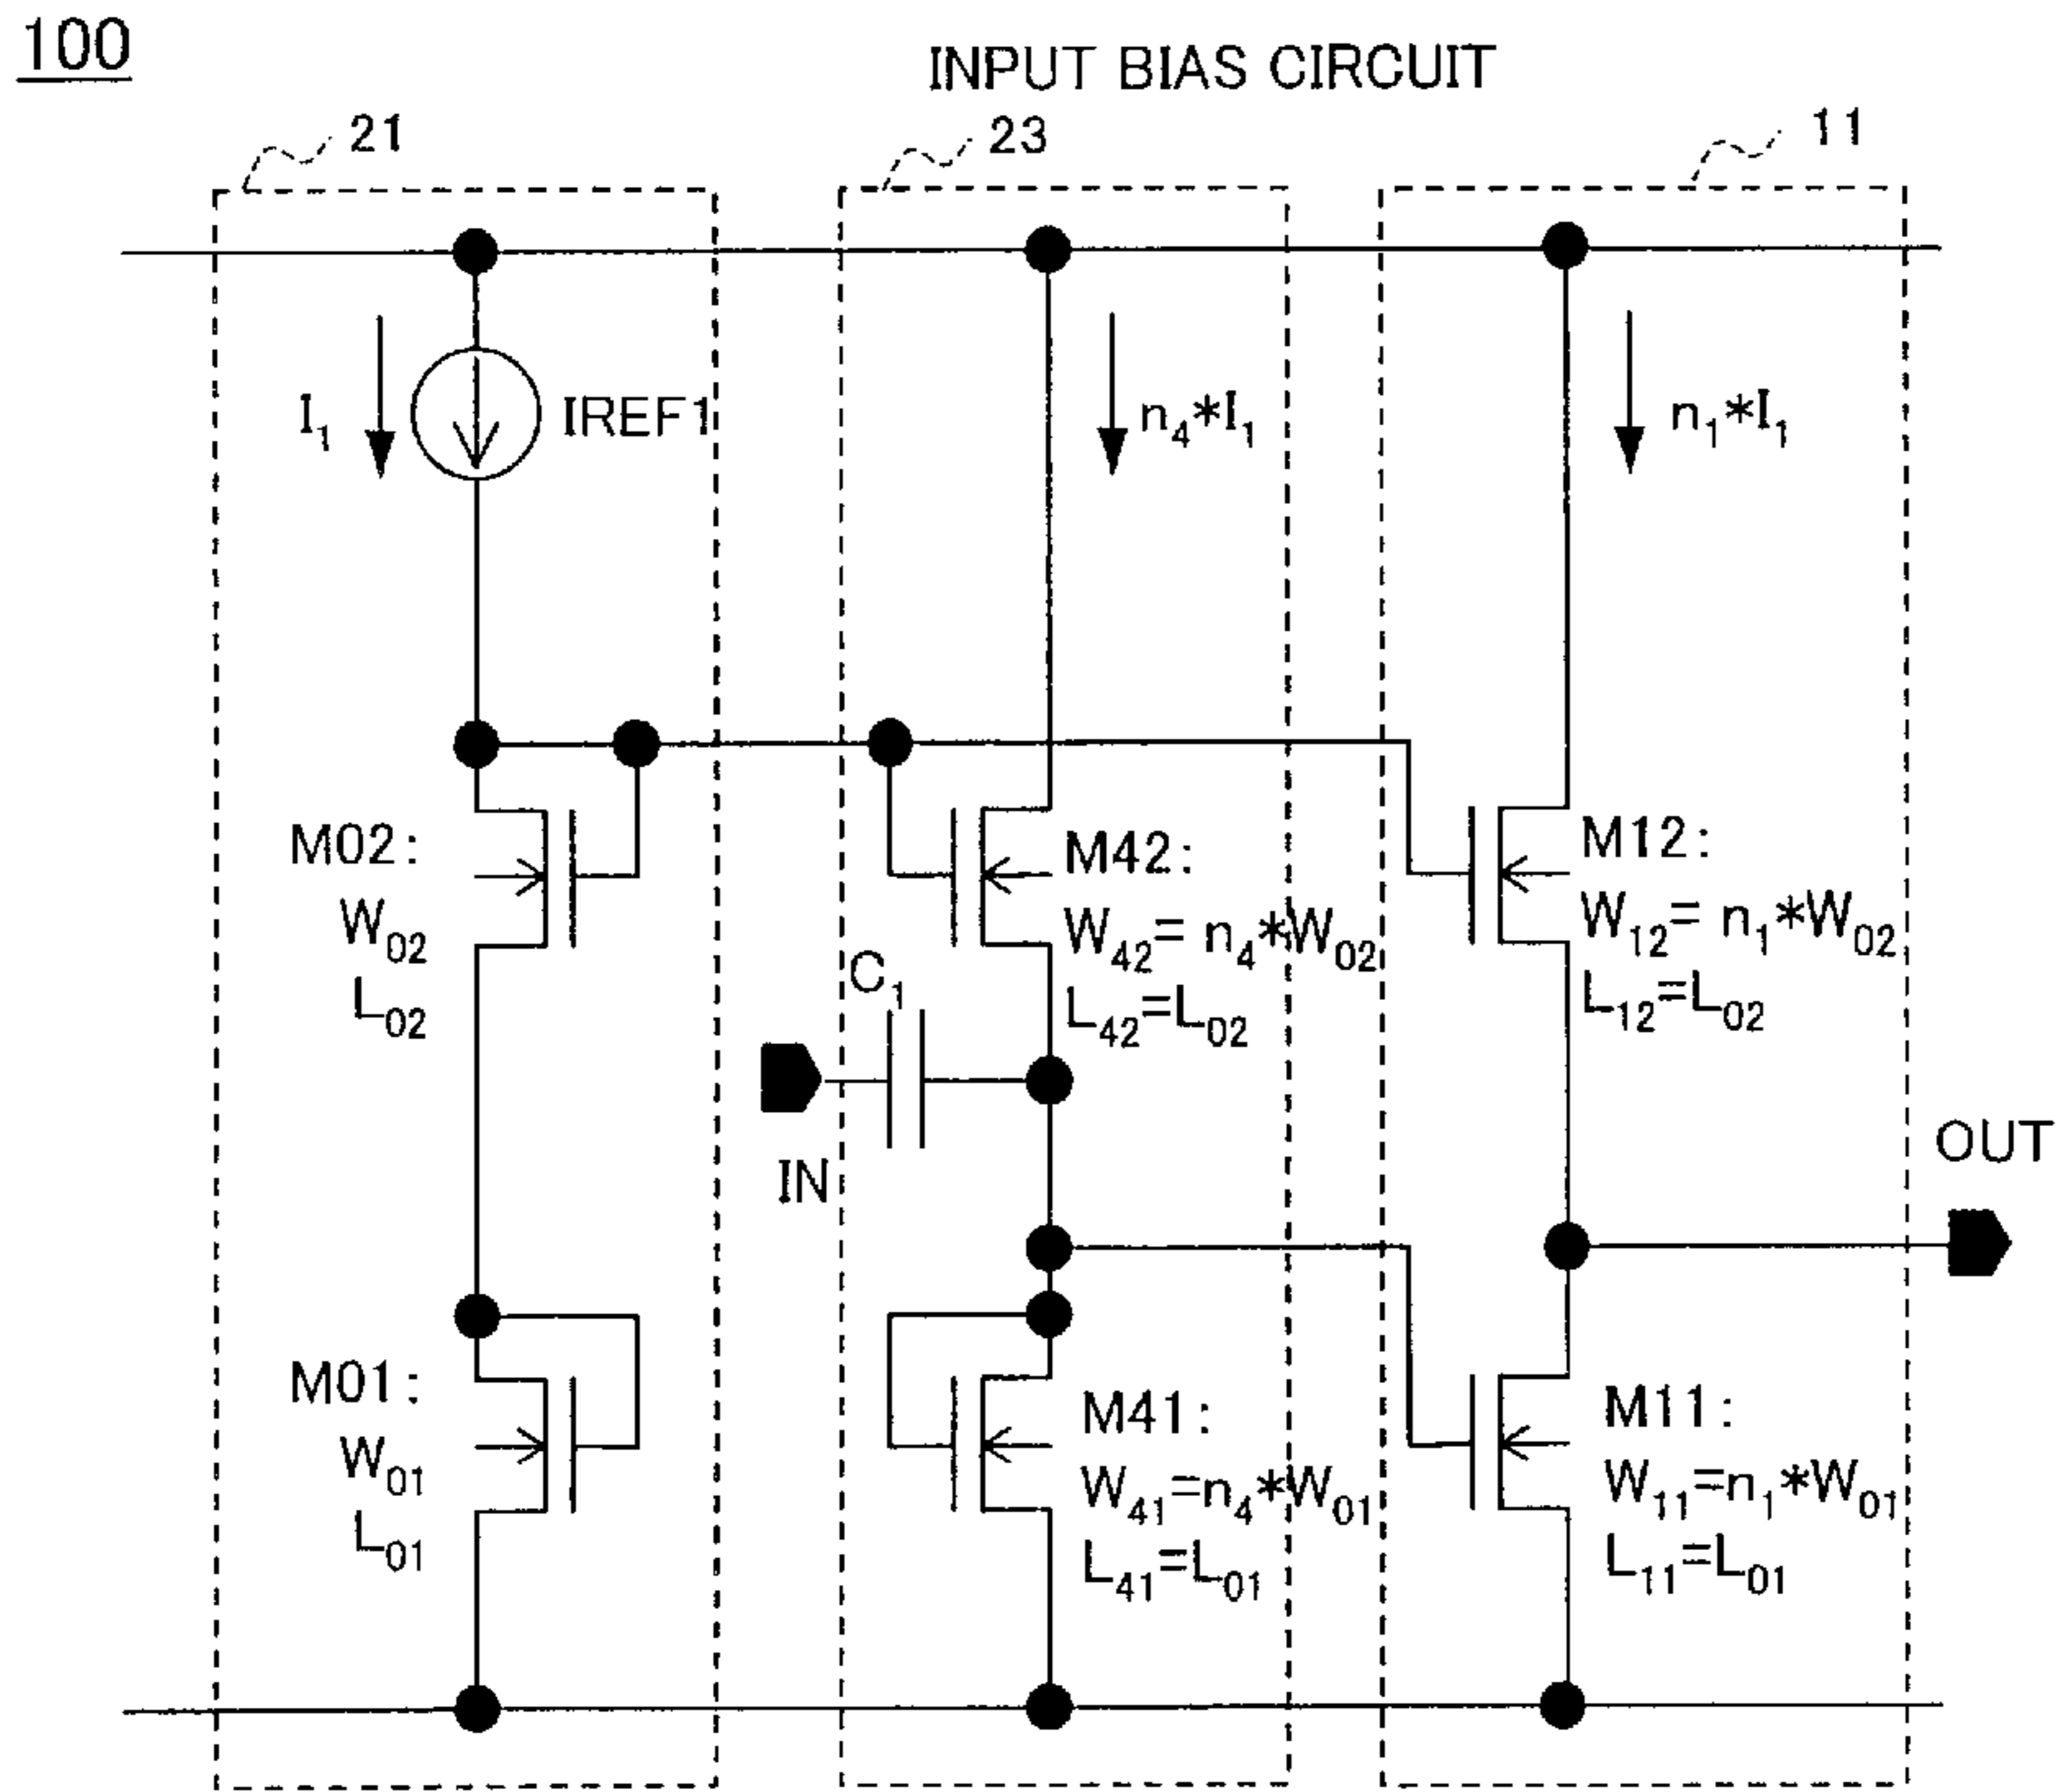 100
INPUT BIAS CIRCUIT
21
23
11
I₁
IREF1
n₄*I₁
n₁*I₁
M02:
W₀₂
L₀₂
M42:
W₄₂= n₄*W₀₂
L₄₂=L₀₂
M12:
W₁₂= n₁*W₀₂
L₁₂=L₀₂
C₁
IN
OUT
M01:
W₀₁
L₀₁
M41:
W₄₁=n₄*W₀₁
L₄₁=L₀₁
M11:
W₁₁=n₁*W₀₁
L₁₁=L₀₁